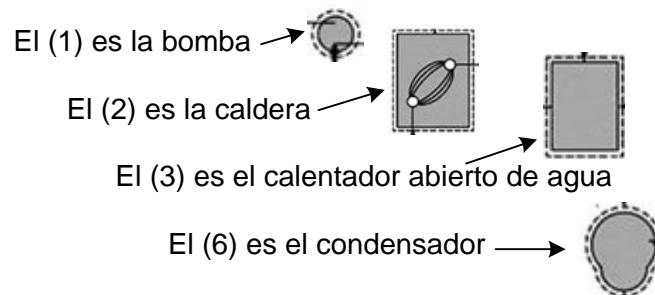 El (1) es la bomba
El (2) es la caldera
El (3) es el calentador abierto de agua
El (6) es el condensador